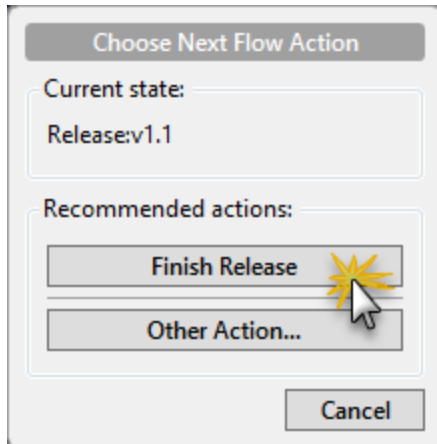 Choose Next Flow Action
Current state:
Release:v1.1
Recommended actions:
Finish Release
Other Action...
Cancel